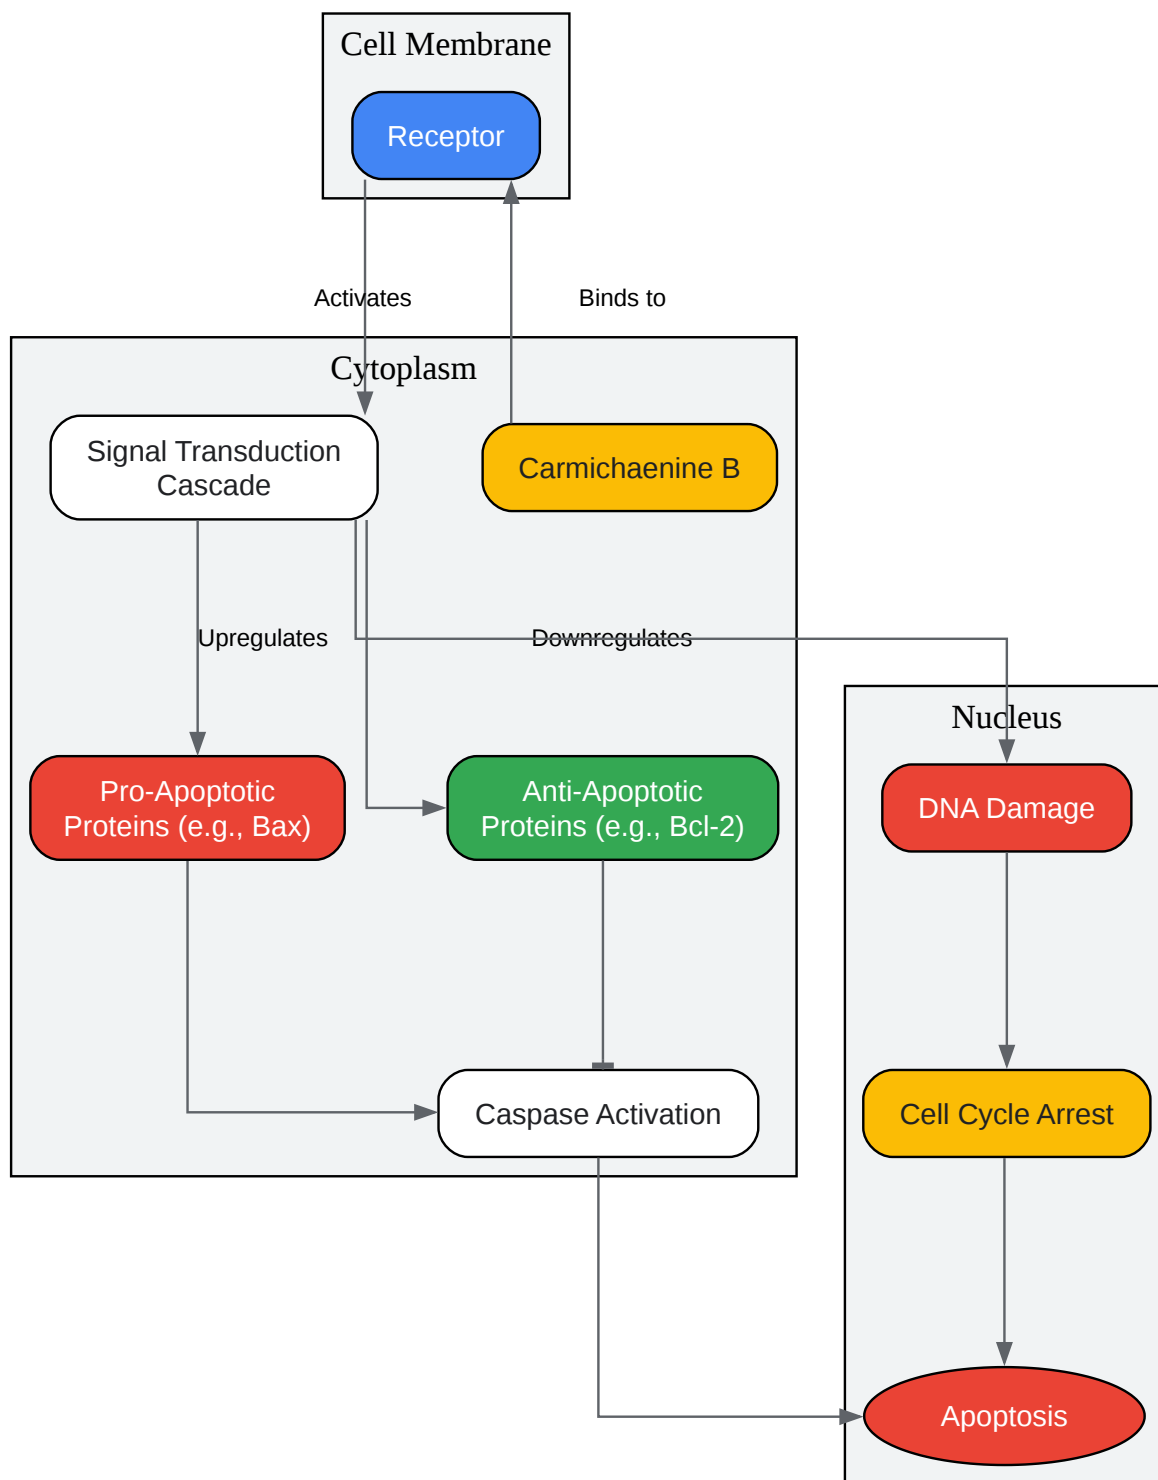 Cell Membrane
Receptor
Activates
Binds to
Cytoplasm
Signal Transduction
Cascade
Carmichaenine B
Upregulates
Downregulates
Nucleus
Pro-Apoptotic
Proteins (e.g., Bax)
Anti-Apoptotic
Proteins (e.g., Bcl-2)
DNA Damage
Caspase Activation
Cell Cycle Arrest
Apoptosis